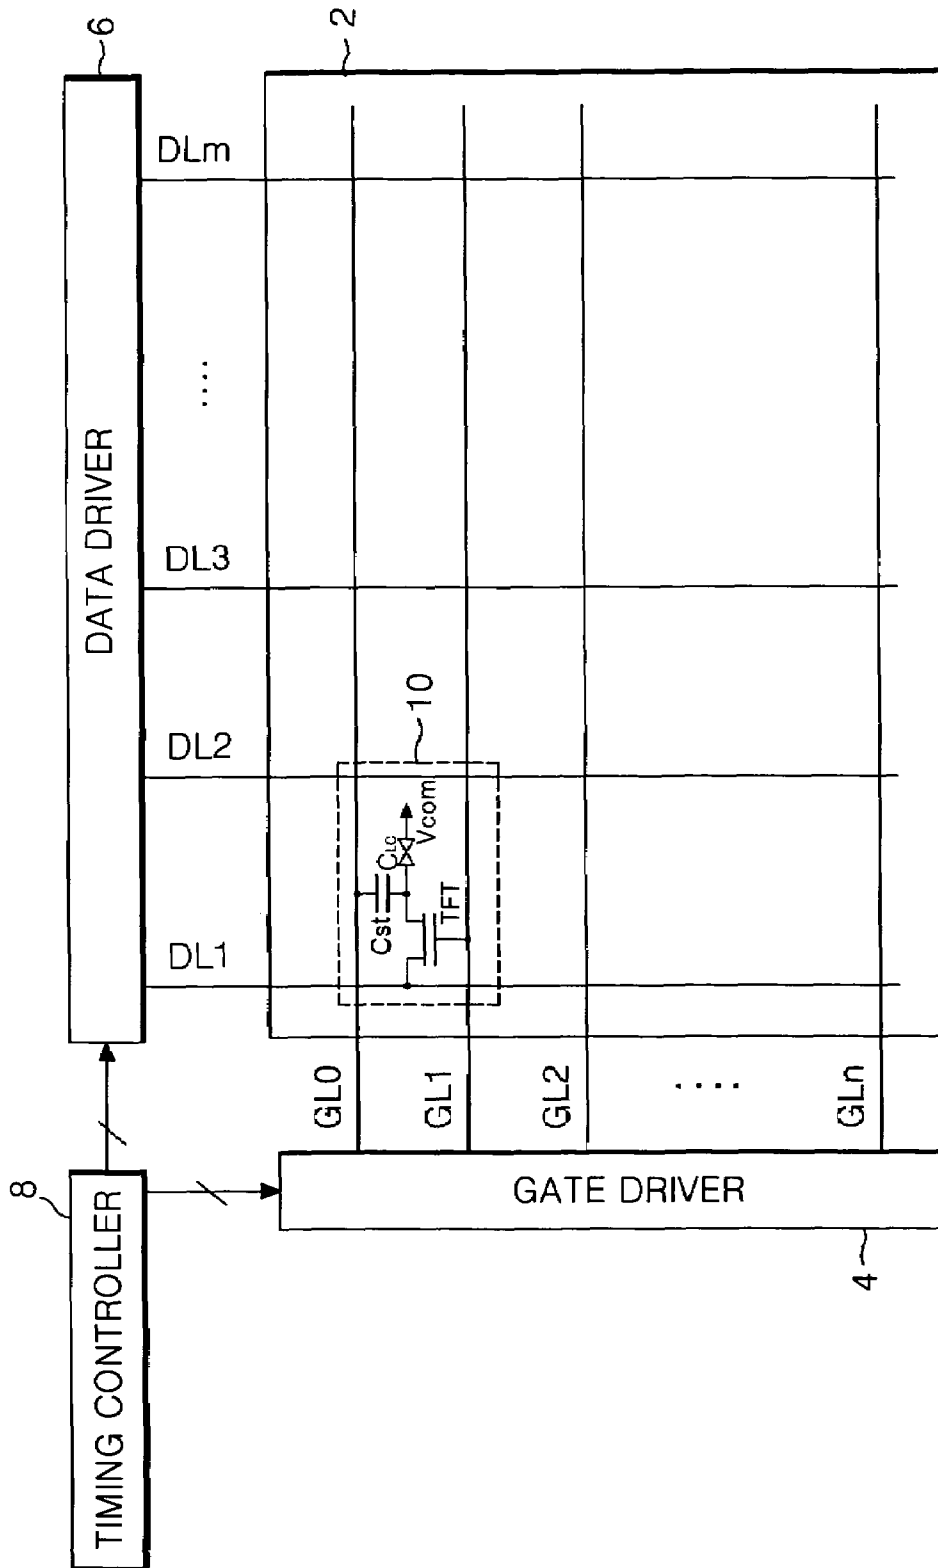 8
TIMING CONTROLLER
DATA DRIVER
6
DL1
DL2
DL3
....
DLm
2
GATE DRIVER
4
GL0
GL1
GL2
....
GLn
Cst
CLC
Vcom
TFT
10